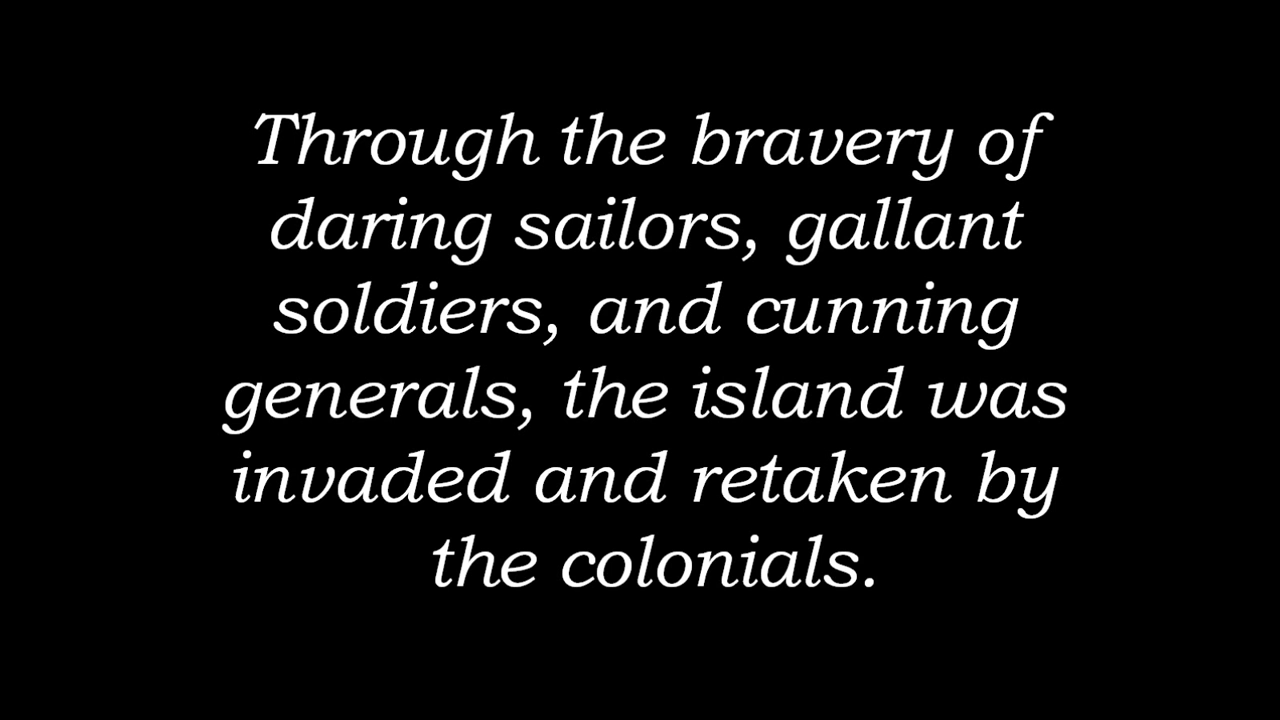 Through the bravery of
daring sailors, gallant
soldiers, and cunning
generals, the island was
invaded and retaken by
the colonials.